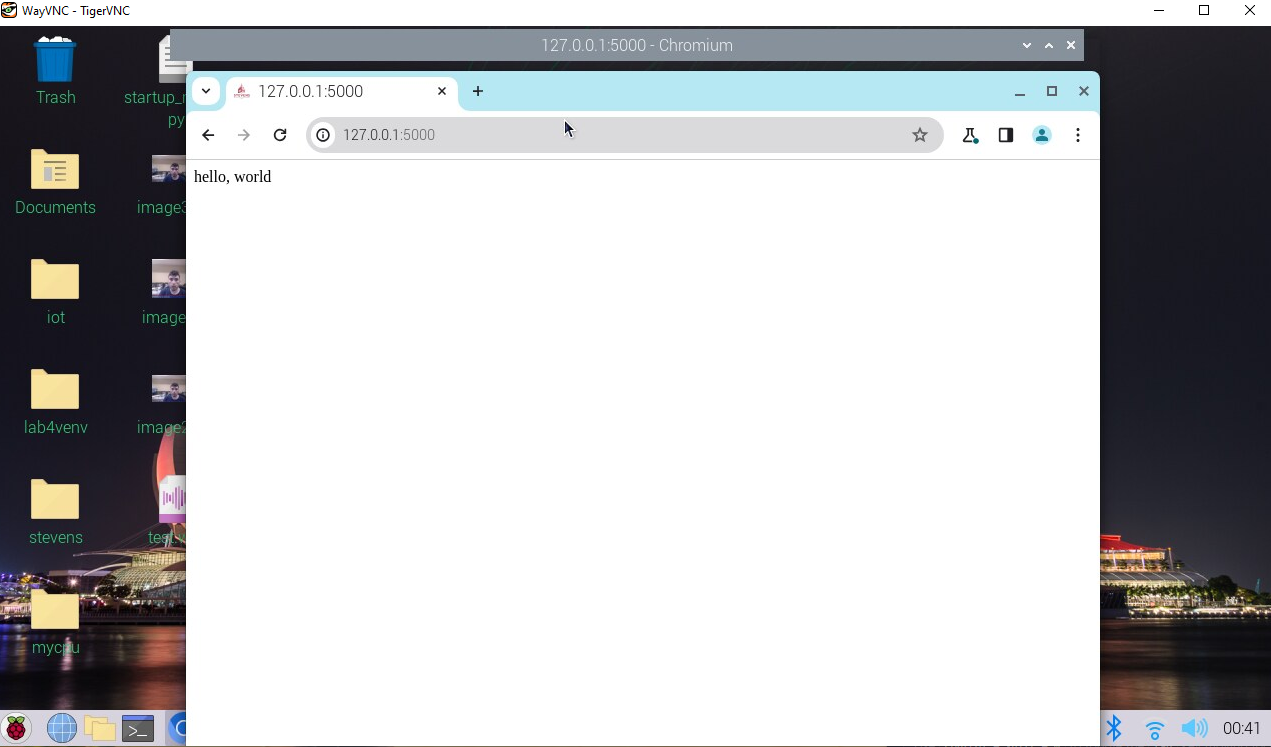 WayVNC - TigerVNC
127.0.0.1:5000 - Chromium
127.0.0.1:5000
127.0.0.1:5000
hello, world
Trash
startup_
py
Documents
image3
iot
image
lab4venv
image2
stevens
test.
mycpu
>_
00:41